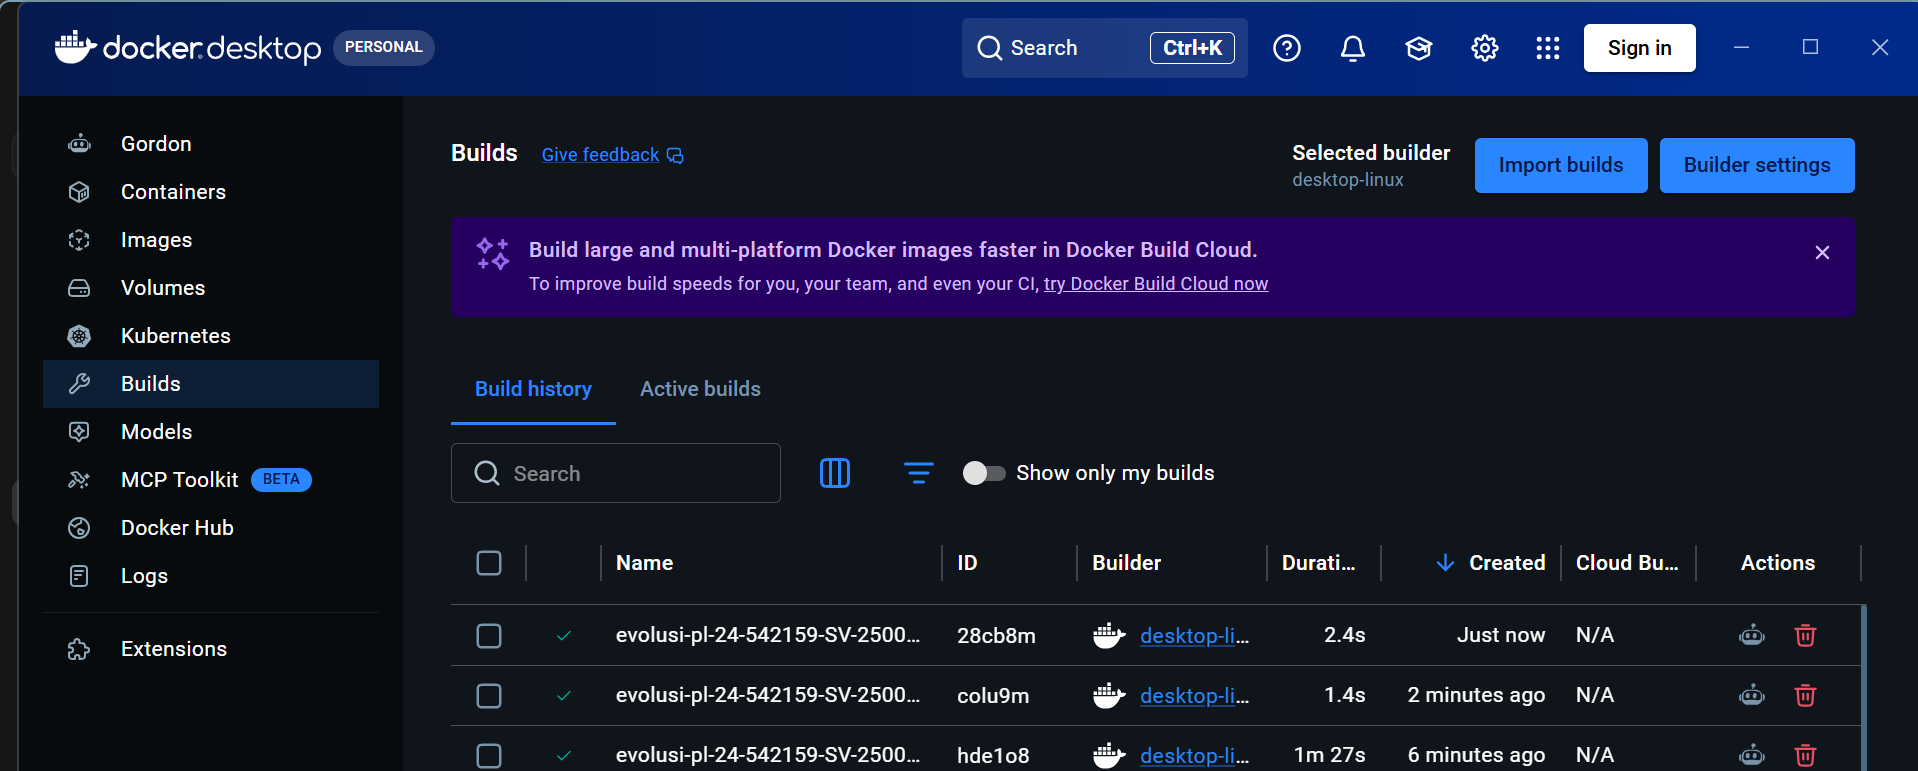 docker desktop PERSONAL
Search Ctrl+K
Sign in
Gordon
Containers
Images
Volumes
Kubernetes
Builds
Models
MCP Toolkit BETA
Docker Hub
Logs
Extensions
Builds Give feedback
Selected builder
desktop-linux
Import builds
Builder settings
Build large and multi-platform Docker images faster in Docker Build Cloud.
To improve build speeds for you, your team, and even your CI, try Docker Build Cloud now
Build history Active builds
Search
Show only my builds
Name ID Builder Durati... Created Cloud Bu... Actions
evolusi-pl-24-542159-SV-2500... 28cb8m desktop-li... 2.4s Just now N/A
evolusi-pl-24-542159-SV-2500... colu9m desktop-li... 1.4s 2 minutes ago N/A
evolusi-pl-24-542159-SV-2500... hde1o8 desktop-li... 1m 27s 6 minutes ago N/A